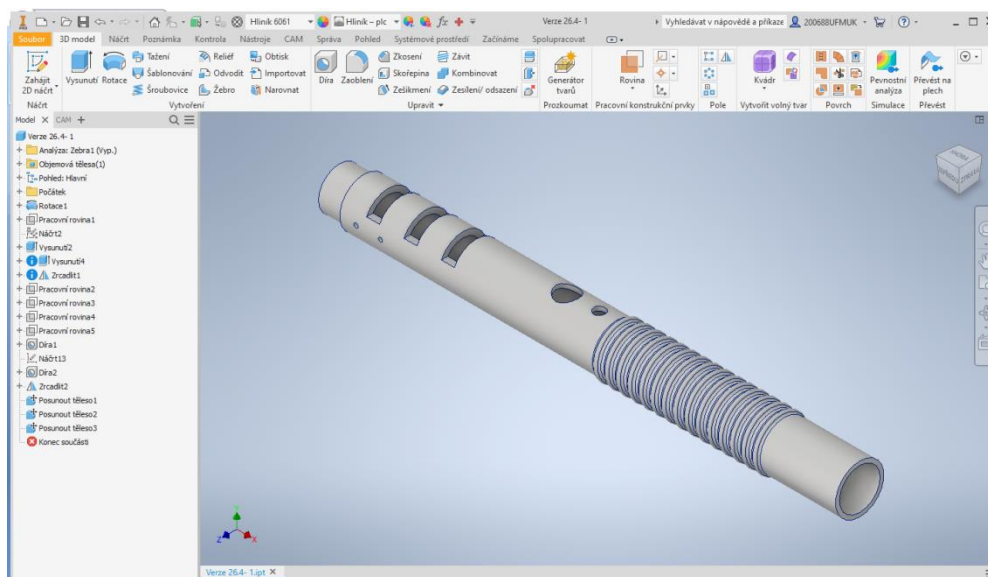 Hliník 6061
Hliník – plc
Verze 26.4- 1
Vyhledávat v nápovědě a příkaze
200688UFMUK
Soubor 3D model Náčrt Poznámka Kontrola Nástroje CAM Správa Pohled Systémové prostředí Začínáme Spolupracovat
Zahájit 2D náčrt
Vysunutí
Rotace
Tažení
Šablonování
Šroubovice
Reliéf
Odvodit
Žebro
Obtisk
Importovat
Narovnat
Díra
Zaoblení
Zkosení
Skořepina
Zešikmení
Závit
Kombinovat
Zesílení/ odsazení
Generátor tvarů
Rovina
Kvádr
Pevnostní analýza
Převést na plech
Náčrt
Vytvoření
Upravit
Prozkoumat
Pracovní konstrukční prvky
Pole
Vytvořit volný tvar
Povrch
Simulace
Převést
Model × CAM +
Verze 26.4- 1
Analýza: Zebra1 (Vyp.)
Objemová tělesa(1)
Pohled: Hlavní
Počátek
Rotace1
Pracovní rovina1
Náčrt2
Vysunutí2
Vysunutí4
Zrcadlit1
Pracovní rovina2
Pracovní rovina3
Pracovní rovina4
Pracovní rovina5
Díra1
Náčrt13
Díra2
Zrcadlit2
Posunout těleso1
Posunout těleso2
Posunout těleso3
Konec součásti
Verze 26.4- 1.ipt ×